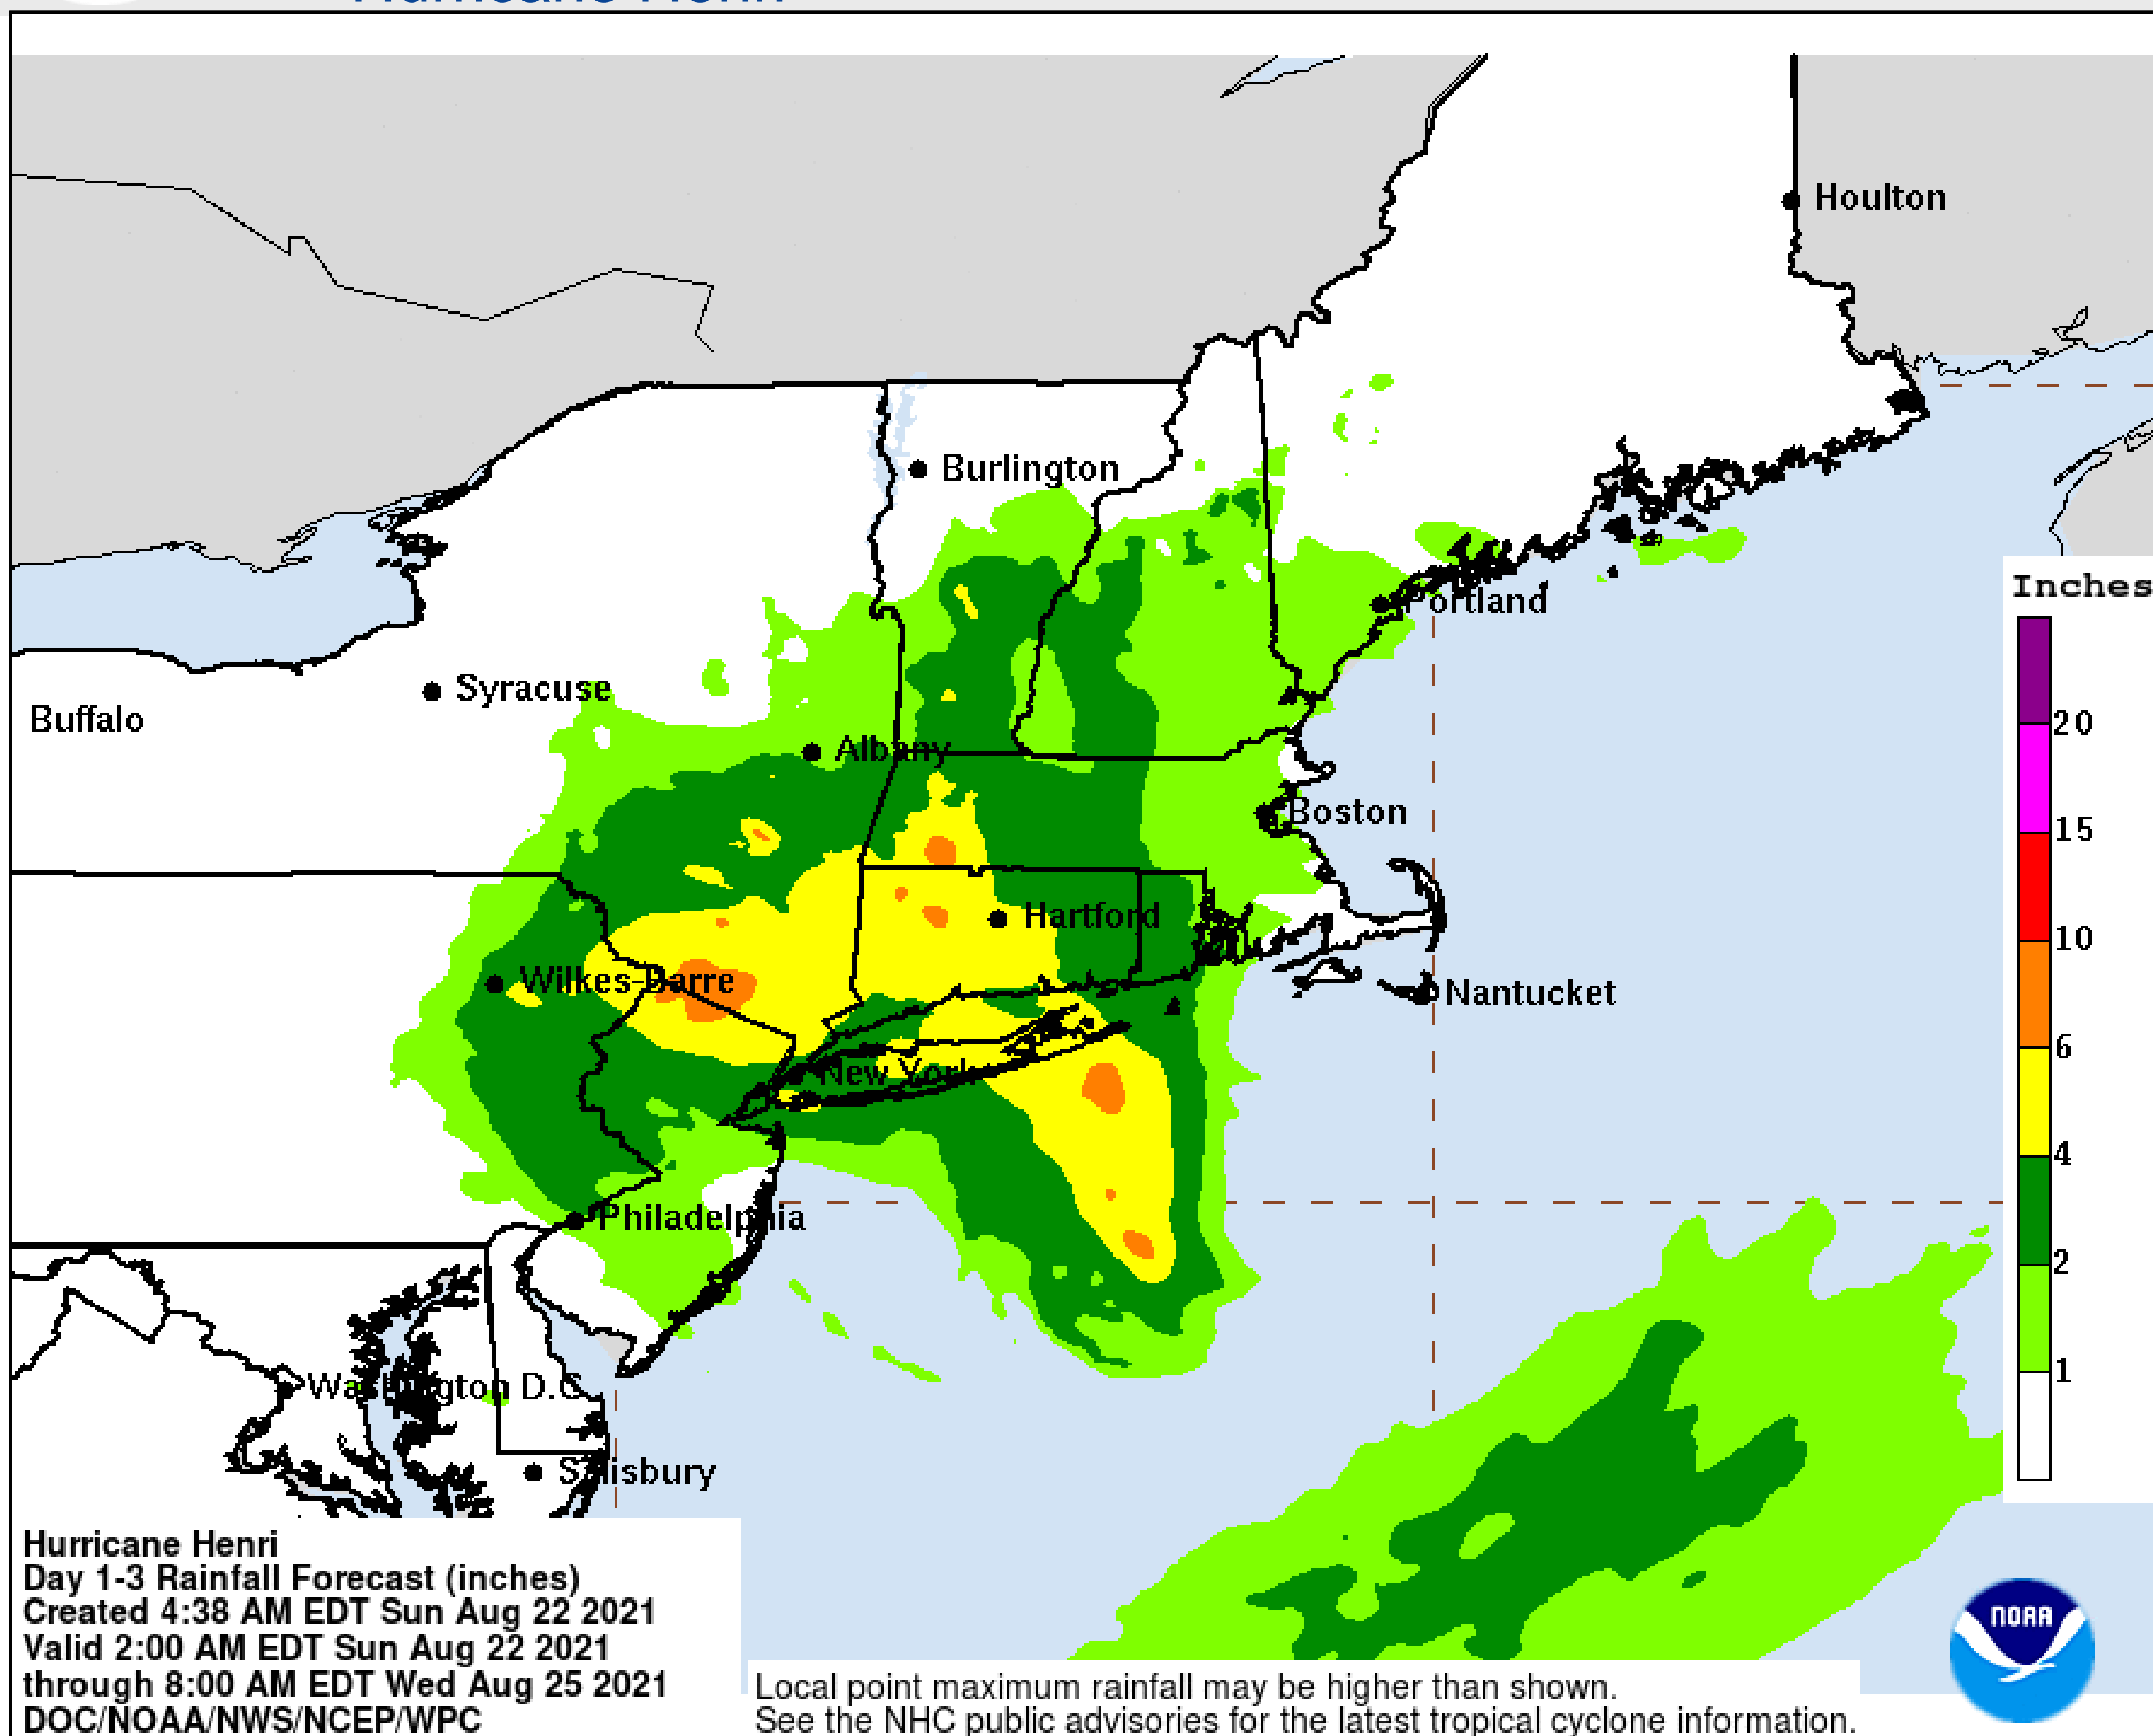 Hurricane Henri
Houlton
Burlington
Portland
Syracuse
Buffalo
Albany
Boston
Hartford
Wilkes-Barre
Nantucket
New York
Philadelphia
Washington D.C.
Salisbury
Inches
20
15
10
6
4
2
1
Hurricane Henri
Day 1-3 Rainfall Forecast (inches)
Created 4:38 AM EDT Sun Aug 22 2021
Valid 2:00 AM EDT Sun Aug 22 2021
through 8:00 AM EDT Wed Aug 25 2021
DOC/NOAA/NWS/NCEP/WPC
Local point maximum rainfall may be higher than shown.
See the NHC public advisories for the latest tropical cyclone information.
NOAA